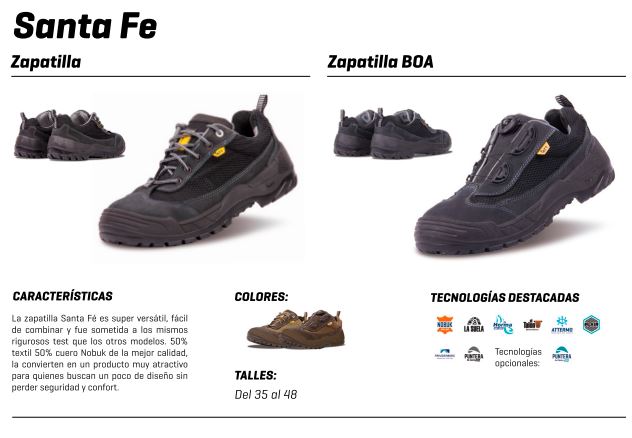 Santa Fe
Zapatilla
Zapatilla BOA
CARACTERÍSTICAS
La zapatilla Santa Fé es super versátil, fácil
de combinar y fue sometida a los mismos
rigurosos test que los otros modelos. 50%
textil 50% cuero Nobuk de la mejor calidad,
la convierten en un producto muy atractivo
para quienes buscan un poco de diseño sin
perder seguridad y confort.
COLORES:
TALLES:
Del 35 al 48
TECNOLOGÍAS DESTACADAS
NOBUK
LA SUELA
Horma
ATTERMO
PUNTERA
Tecnologías
opcionales:
PUNTERA